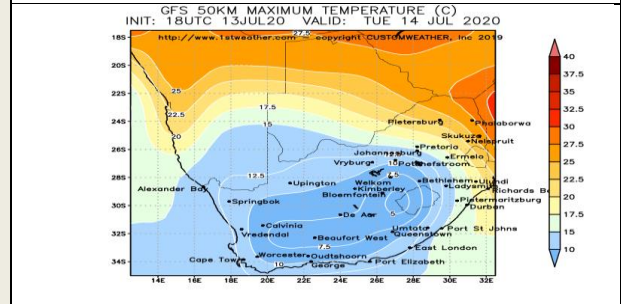 GFS 50KM MAXIMUM TEMPERATURE (C)
INIT: 18UTC 13JUL20 VALID: TUE 14 JUL 2020
http://www.1stweather.com copyright CUSTOMWEATHER, Inc 2019
27.5
18S
20S
22S
24S
26S
28S
30S
32S
34S
25
22.5
20
17.5
15
12.5
Pietersburg
Phalaborwa
Skukuza
Nelspruit
Pretoria
Johannesburg
Ermelo
Vryburg
10
Potchefstroom
7.5
Welkom
Bethlehem
Ulundi
Alexander Bay
Upington
Kimberley
Ladysmith
Richards B
Bloemfontein
Springbok
Pietermaritzburg
De Aar
5
Durban
Calvinia
Umtata
Port St Johns
Vredendal
Beaufort West
Queenstown
7.5
East London
Cape Town
Worcester
Oudtshoorn
10
George
Port Elizabeth
14E 16E 18E 20E 22E 24E 26E 28E 30E 32E
40
37.5
35
32.5
30
27.5
25
22.5
20
17.5
15
10